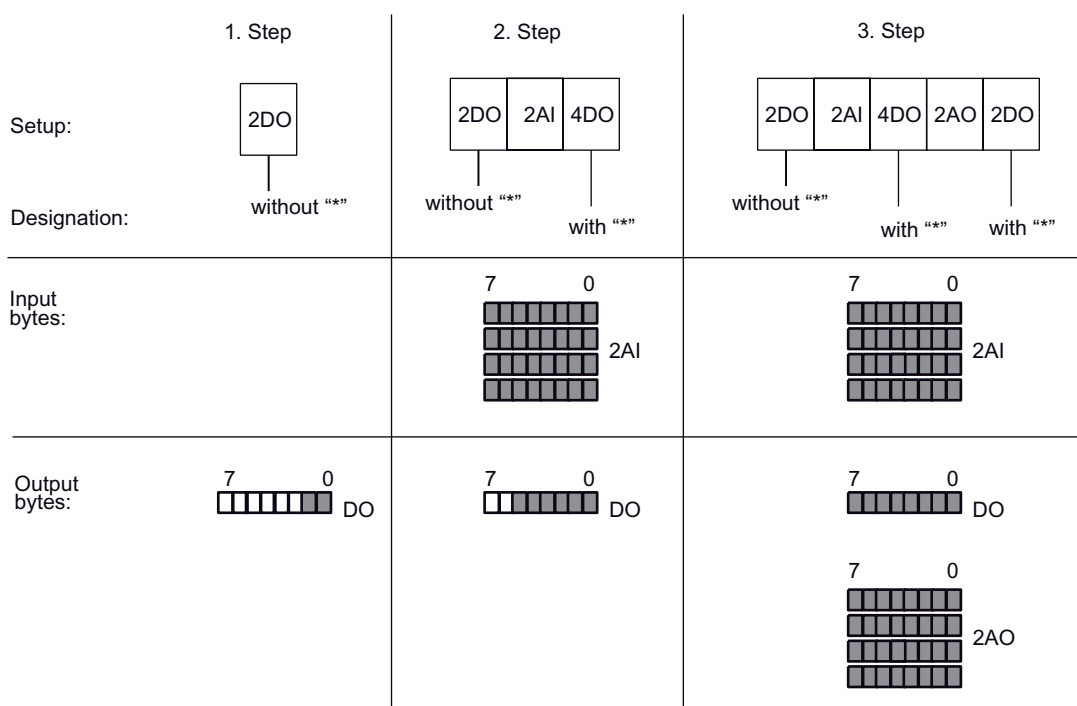 1. Step 2. Step 3. Step
Setup: 2DO 2DO 2AI 4DO 2DO 2AI 4DO 2AO 2DO
Designation: without “*” without “*” with “*” without “*” with “*” with “*”
Input
bytes:
7 0 7 0
2AI 2AI
Output
bytes:
7 0 7 0 7 0
DO DO DO
7 0
2AO